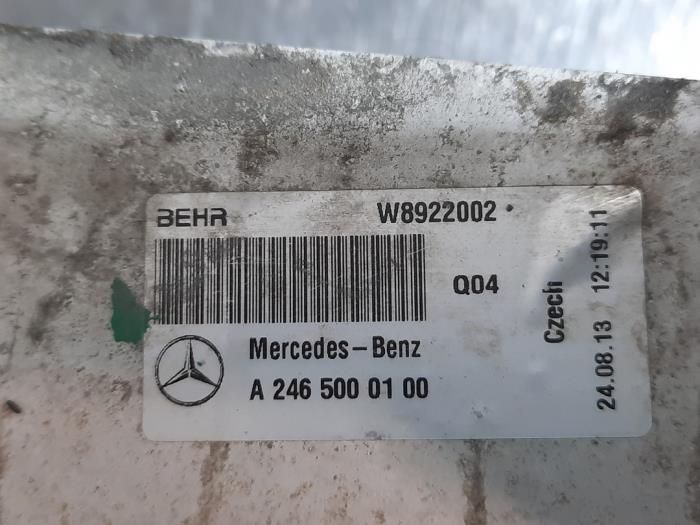 BEHR W8922002
Q04
Mercedes-Benz
A 246 500 01 00
Czech
24.08.13 12:19:11